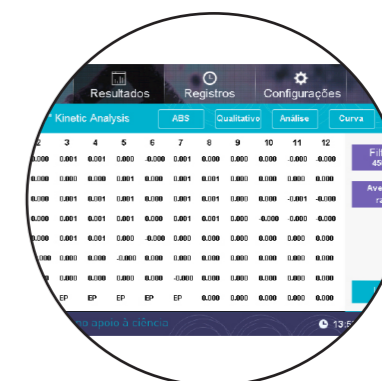 Resultados Registros Configurações
Kinetic Analysis ABS Qualitativo Análise Curva
2 3 4 5 6 7 8 9 10 11 12
0.000 0.001 0.001 0.000 -0.000 0.001 0.000 0.000 0.000 -0.000 -0.000
0.000 0.000 0.000 0.001 0.000 0.001 0.000 0.000 0.000 0.000 0.000
0.000 0.001 0.001 0.001 0.000 0.001 0.001 0.000 0.000 -0.001 -0.000
0.000 0.001 0.001 0.000 0.000 0.001 0.001 0.000 -0.000 -0.000 -0.000
0.000 0.001 0.001 0.000 -0.000 0.000 0.000 0.000 0.000 0.000 0.000
0.000 0.000 -0.000 0.000 0.000 0.000 0.000 0.000 0.000 0.000
0.000 0.000 0.000 0.000 -0.000 0.000 0.000 0.000 0.000 0.000
EP EP EP EP EP 0.000 0.000 0.000 0.000 0.000
apoio à ciência